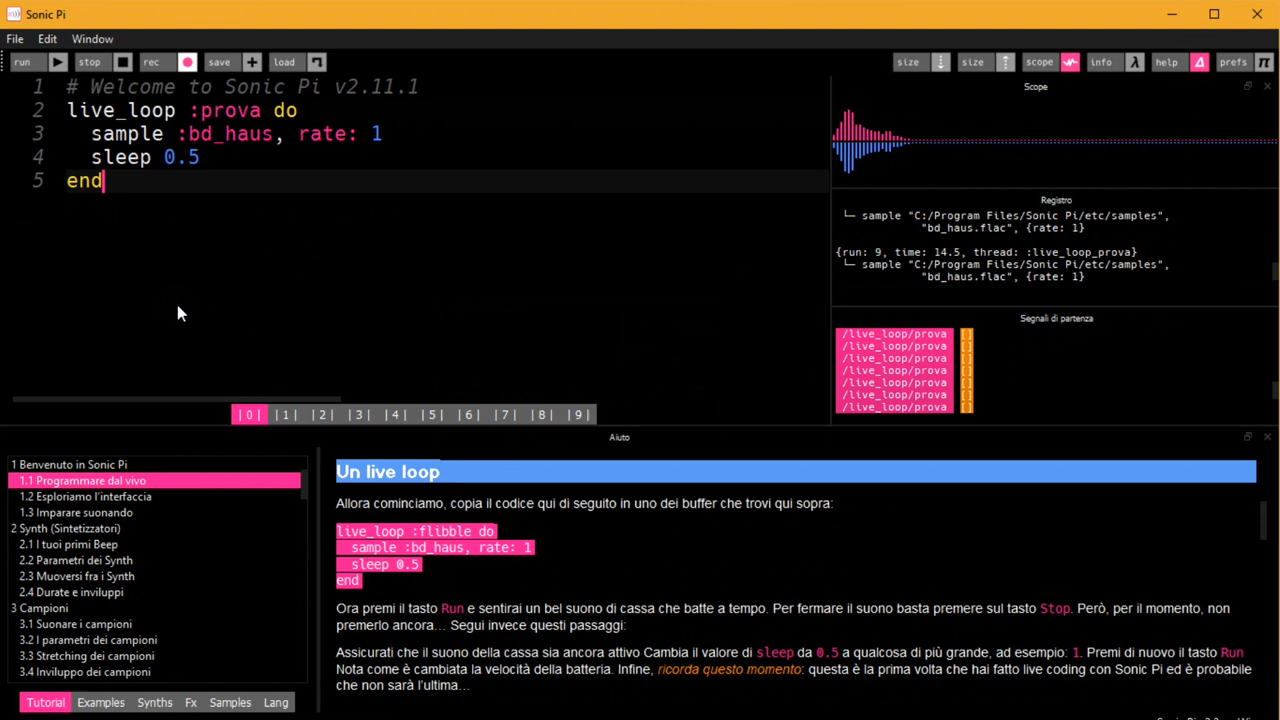 Sonic Pi
File Edit Window
run stop rec save load size size scope info help prefs
1 # Welcome to Sonic Pi v2.11.1
2 live_loop :prova do
3 sample :bd_haus, rate: 1
4 sleep 0.5
5 end
|0| |1| |2| |3| |4| |5| |6| |7| |8| |9|
Scope
Registro
└─ sample "C:/Program Files/Sonic Pi/etc/samples",
"bd_haus.flac", {rate: 1}
{run: 9, time: 14.5, thread: :live_loop_prova}
└─ sample "C:/Program Files/Sonic Pi/etc/samples",
"bd_haus.flac", {rate: 1}
Segnali di partenza
/live_loop/prova []
/live_loop/prova []
/live_loop/prova []
/live_loop/prova []
/live_loop/prova []
/live_loop/prova []
/live_loop/prova []
Aiuto
1 Benvenuto in Sonic Pi
1.1 Programmare dal vivo
1.2 Esploriamo l'interfaccia
1.3 Imparare suonando
2 Synth (Sintetizzatori)
2.1 I tuoi primi Beep
2.2 Parametri dei Synth
2.3 Muoversi fra i Synth
2.4 Durate e inviluppi
3 Campioni
3.1 Suonare i campioni
3.2 I parametri dei campioni
3.3 Stretching dei campioni
3.4 Inviluppo dei campioni
Tutorial Examples Synths Fx Samples Lang
Un live loop
Allora cominciamo, copia il codice qui di seguito in uno dei buffer che trovi qui sopra:
live_loop :flibble do
sample :bd_haus, rate: 1
sleep 0.5
end
Ora premi il tasto Run e sentirai un bel suono di cassa che batte a tempo. Per fermare il suono basta premere sul tasto Stop. Però, per il momento, non
premerlo ancora… Segui invece questi passaggi:
Assicurati che il suono della cassa sia ancora attivo Cambia il valore di sleep da 0.5 a qualcosa di più grande, ad esempio: 1. Premi di nuovo il tasto Run
Nota come è cambiata la velocità della batteria. Infine, ricorda questo momento: questa è la prima volta che hai fatto live coding con Sonic Pi ed è probabile
che non sarà l'ultima…